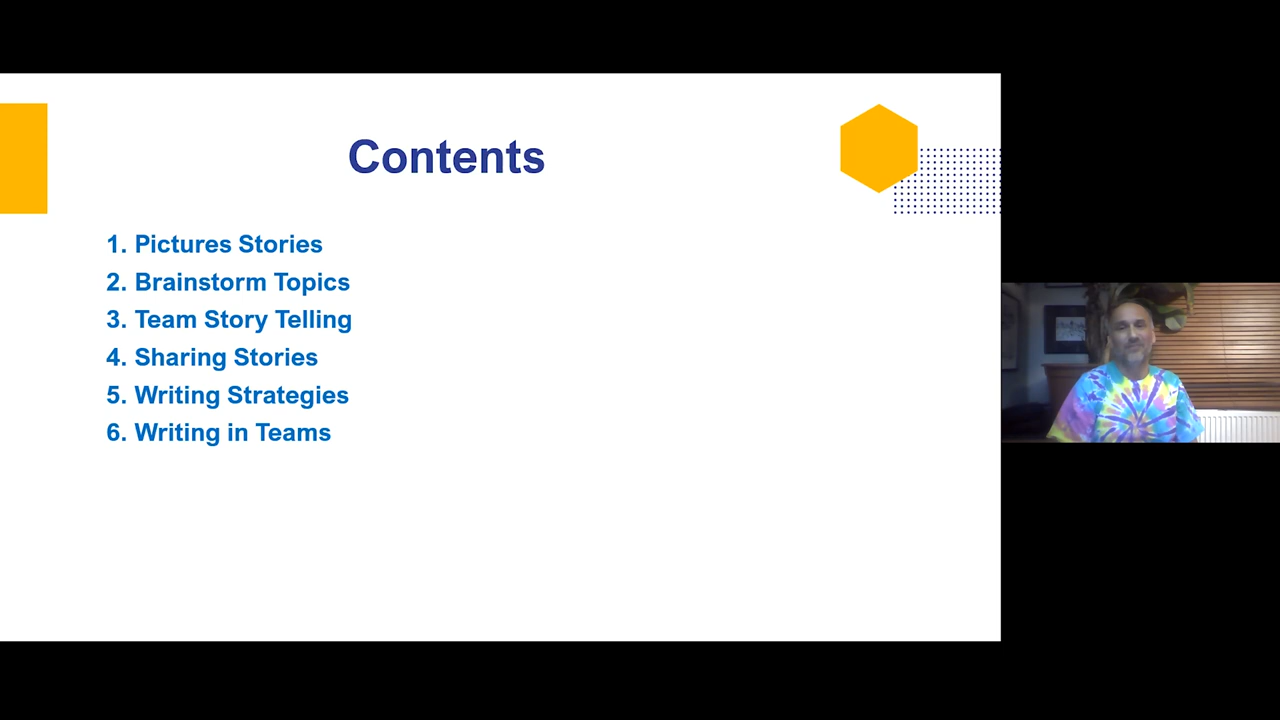 Contents
1. Pictures Stories
2. Brainstorm Topics
3. Team Story Telling
4. Sharing Stories
5. Writing Strategies
6. Writing in Teams